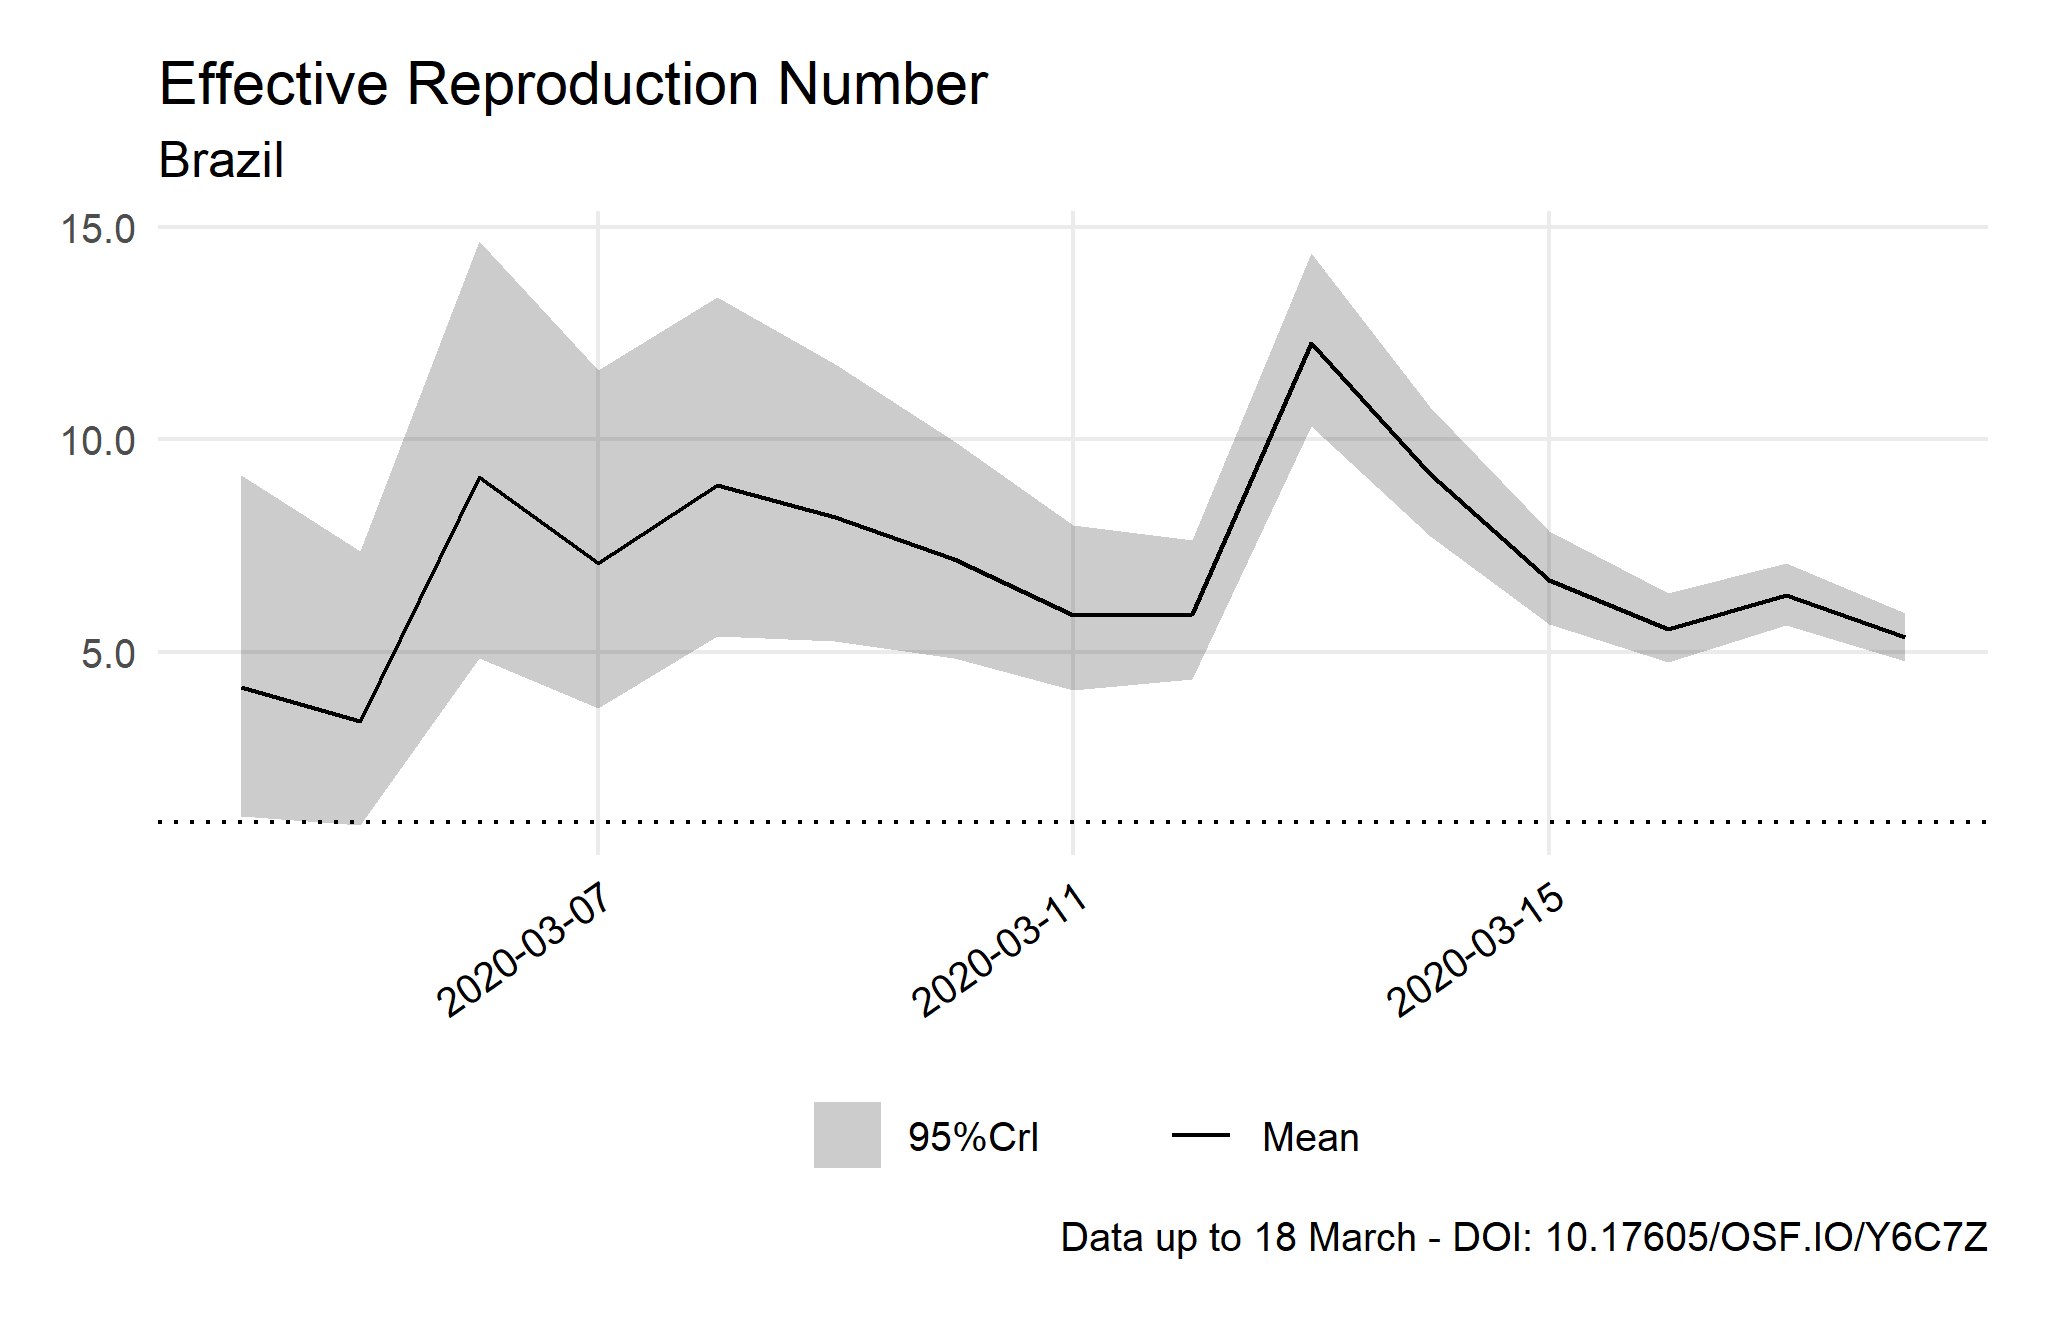 Effective Reproduction Number
Brazil
15.0
10.0
5.0
2020-03-07
2020-03-11
2020-03-15
95%CrI
Mean
Data up to 18 March - DOI: 10.17605/OSF.IO/Y6C7Z